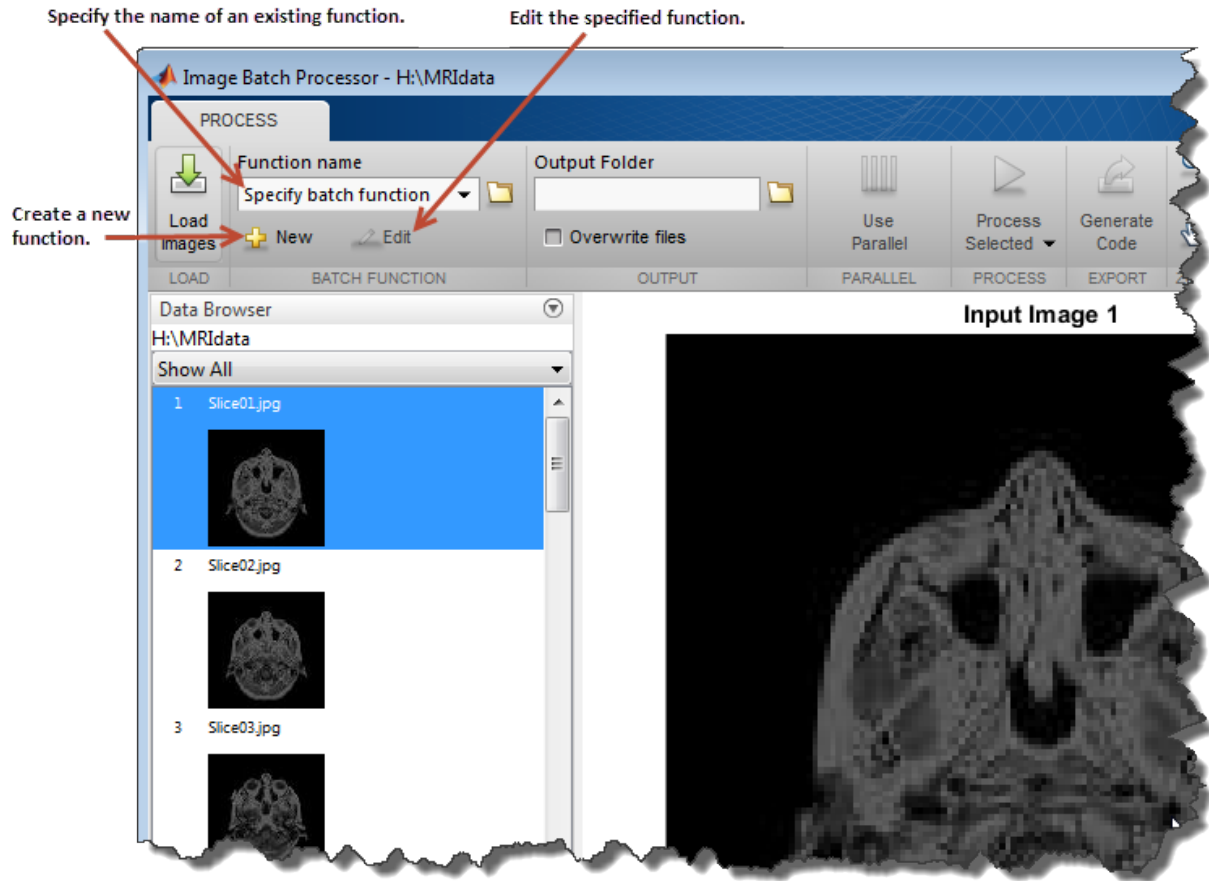 Specify the name of an existing function.
Edit the specified function.
Create a new
function.
Image Batch Processor - H:\MRIdata
PROCESS
Load
Images
LOAD
Function name
Specify batch function
New
Edit
BATCH FUNCTION
Output Folder
Overwrite files
OUTPUT
Use
Parallel
PARALLEL
Process
Selected
PROCESS
Generate
Code
EXPORT
Data Browser
H:\MRIdata
Show All
1 Slice01.jpg
2 Slice02.jpg
3 Slice03.jpg
Input Image 1